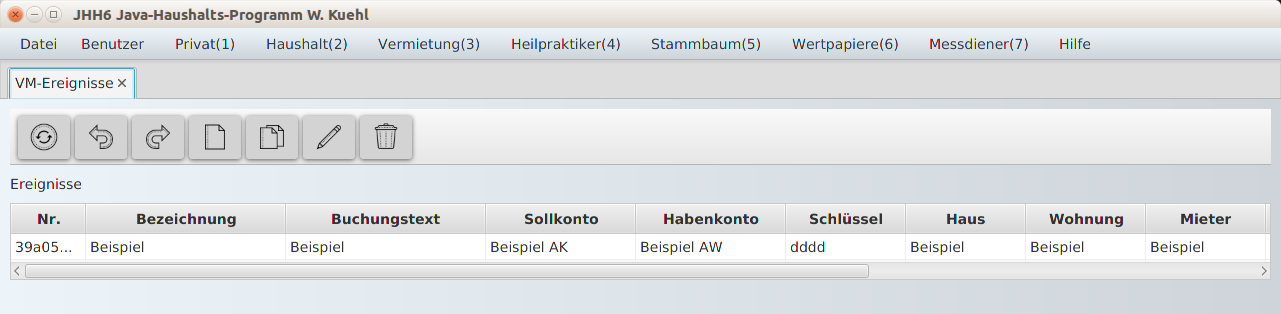 JHH6 Java-Haushalts-Programm W. Kuehl
Datei Benutzer Privat(1) Haushalt(2) Vermietung(3) Heilpraktiker(4) Stammbaum(5) Wertpapiere(6) Messdiener(7) Hilfe
VM-Ereignisse
Ereignisse
Nr. Bezeichnung Buchungstext Sollkonto Habenkonto Schlüssel Haus Wohnung Mieter
39a05... Beispiel Beispiel Beispiel AK Beispiel AW dddd Beispiel Beispiel Beispiel